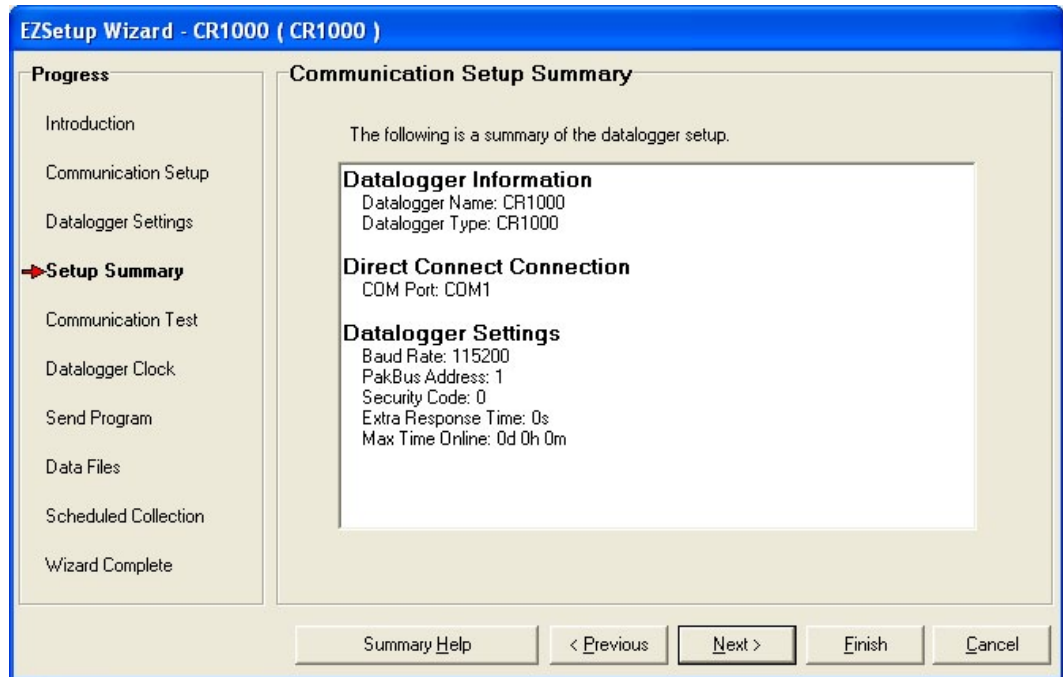 EZSetup Wizard - CR1000 ( CR1000 )
Progress
Introduction
Communication Setup
Datalogger Settings
Setup Summary
Communication Test
Datalogger Clock
Send Program
Data Files
Scheduled Collection
Wizard Complete
Communication Setup Summary
The following is a summary of the datalogger setup.
Datalogger Information
Datalogger Name: CR1000
Datalogger Type: CR1000
Direct Connect Connection
COM Port: COM1
Datalogger Settings
Baud Rate: 115200
PakBus Address: 1
Security Code: 0
Extra Response Time: 0s
Max Time Online: 0d 0h 0m
Summary Help
< Previous
Next >
Finish
Cancel